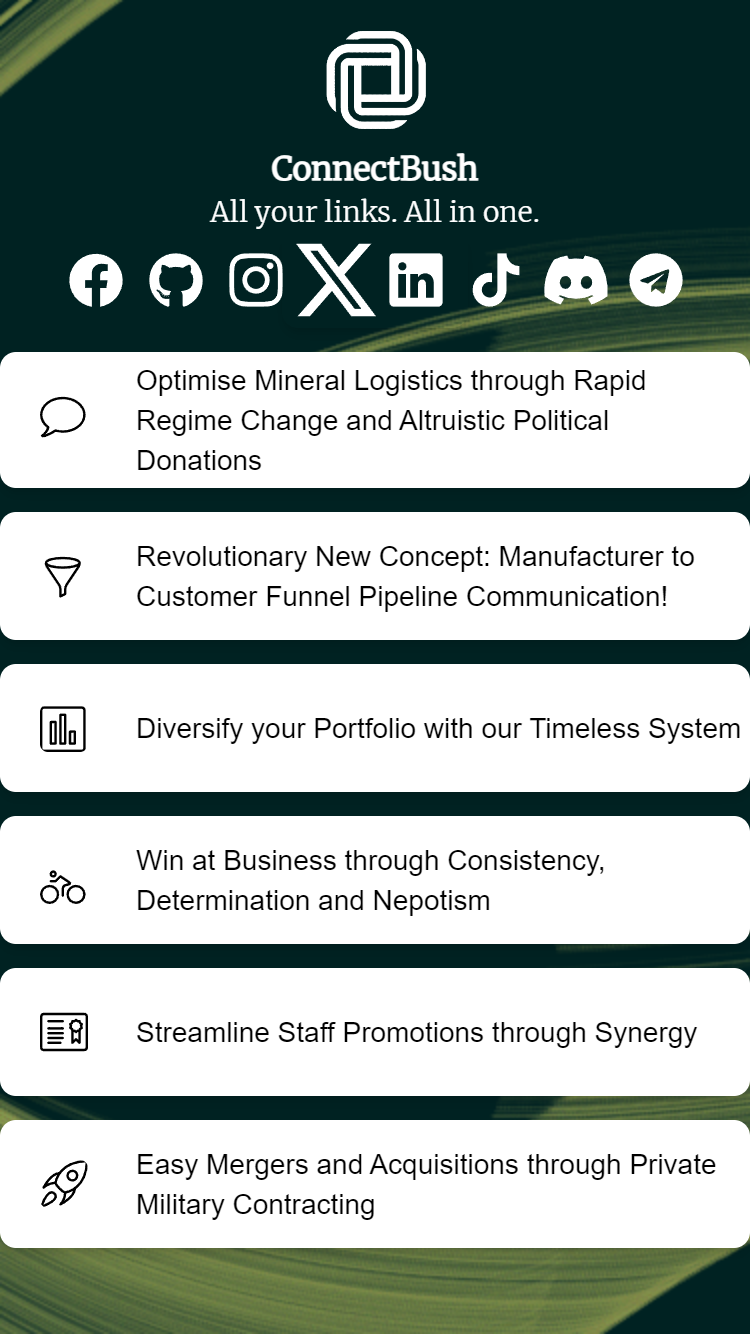 ConnectBush
All your links. All in one.
Optimise Mineral Logistics through Rapid
Regime Change and Altruistic Political
Donations
Revolutionary New Concept: Manufacturer to
Customer Funnel Pipeline Communication!
Diversify your Portfolio with our Timeless System
Win at Business through Consistency,
Determination and Nepotism
Streamline Staff Promotions through Synergy
Easy Mergers and Acquisitions through Private
Military Contracting